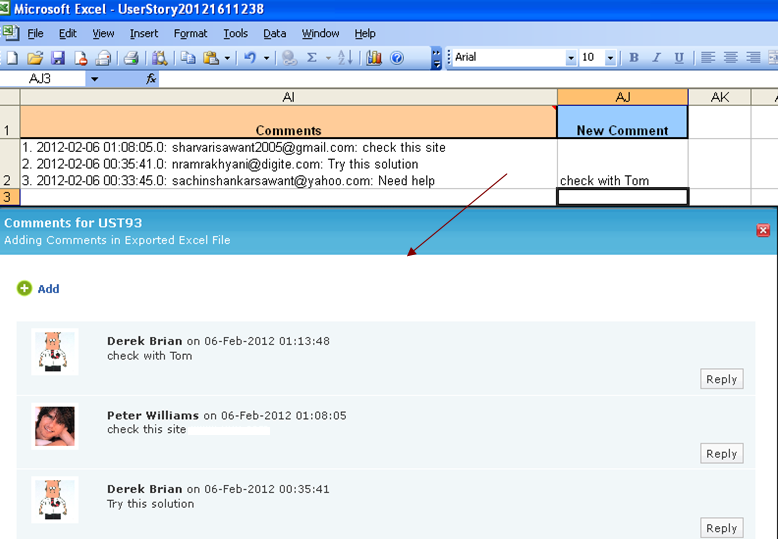 Microsoft Excel - UserStory20121611238
File Edit View Insert Format Tools Data Window Help
Arial 10 B I U
AJ3 fx
AI AJ AK
1 Comments New Comment
1. 2012-02-06 01:08:05.0: sharvarisawant2005@gmail.com: check this site
2. 2012-02-06 00:35:41.0: nramrakhyani@digite.com: Try this solution
2 3. 2012-02-06 00:33:45.0: sachinshankarsawant@yahoo.com: Need help check with Tom
3
Comments for UST93
Adding Comments in Exported Excel File
Add
Derek Brian on 06-Feb-2012 01:13:48
check with Tom
Reply
Peter Williams on 06-Feb-2012 01:08:05
check this site
Reply
Derek Brian on 06-Feb-2012 00:35:41
Try this solution
Reply